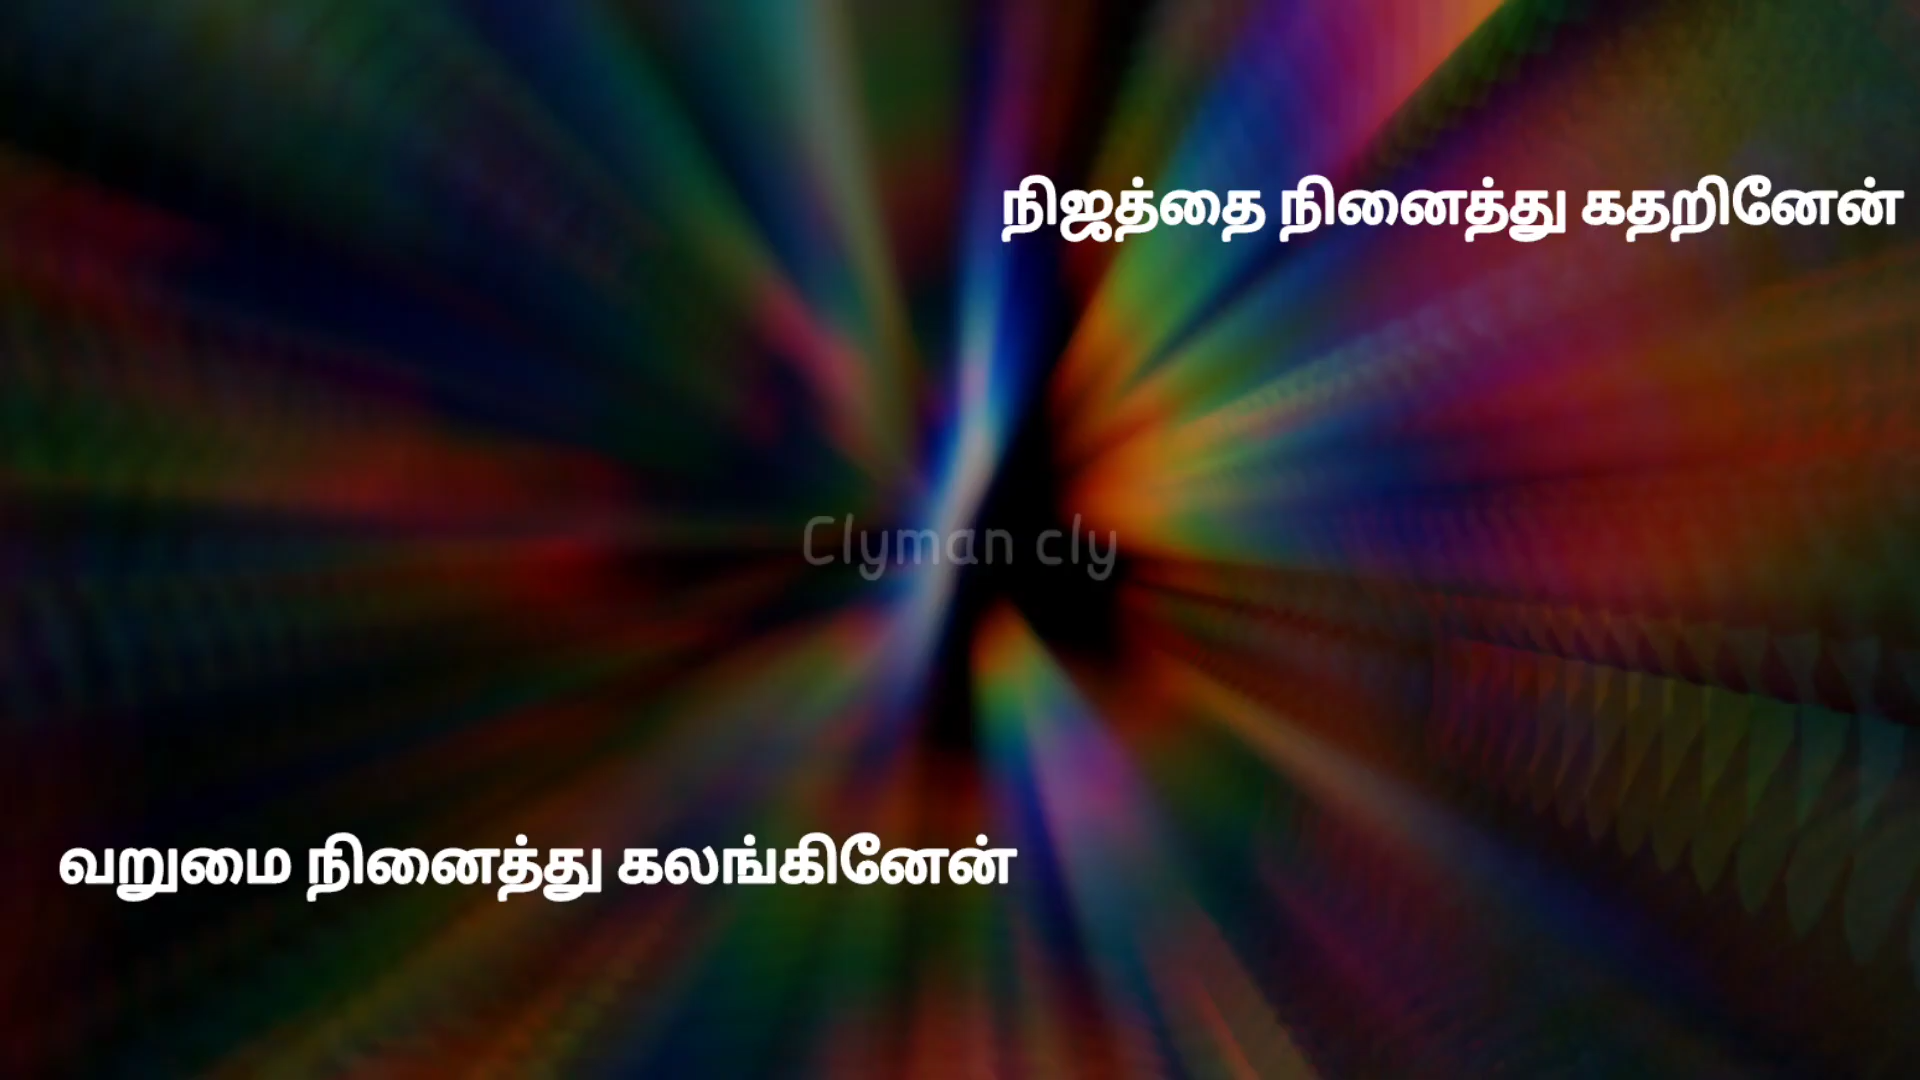 நிஜத்தை நினைத்து கதறினேன்
Clyman cly
வறுமை நினைத்து கலங்கினேன்